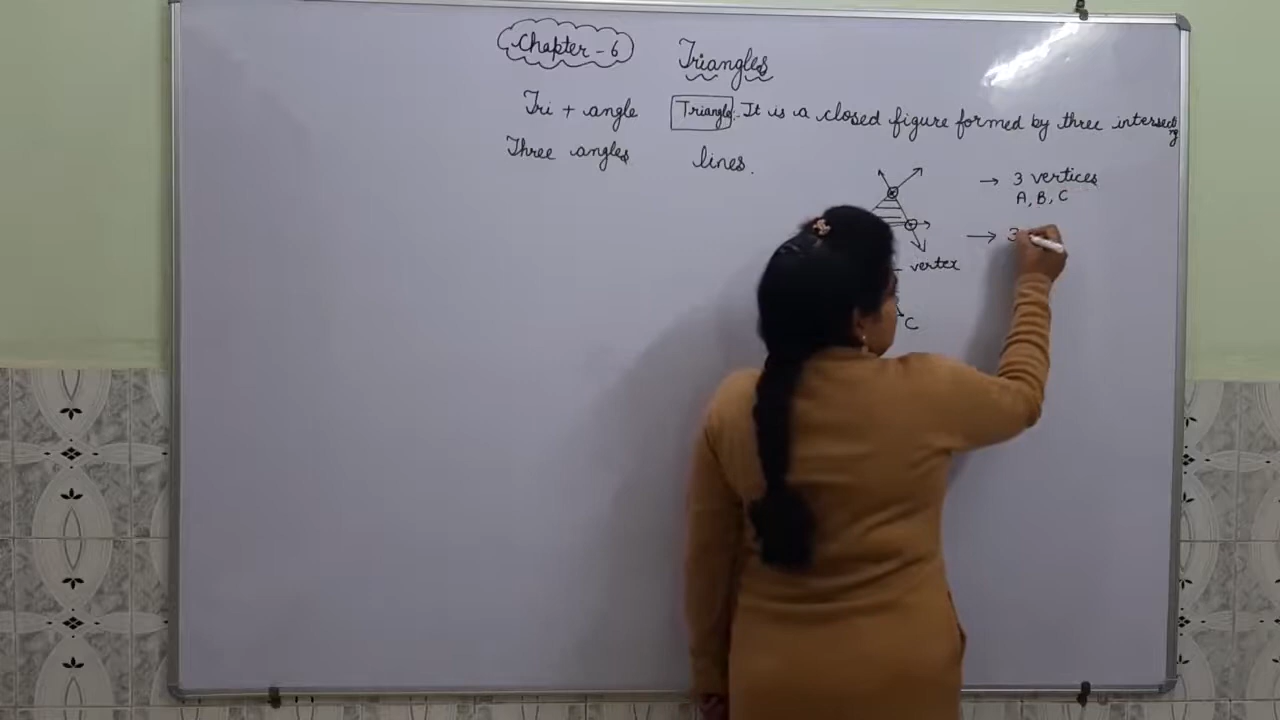 Chapter - 6
Triangles
Tri + angle
Three angles
Triangle:- It is a closed figure formed by three intersecting
lines.
→ 3 vertices
A, B, C
→ 3
vertex
C